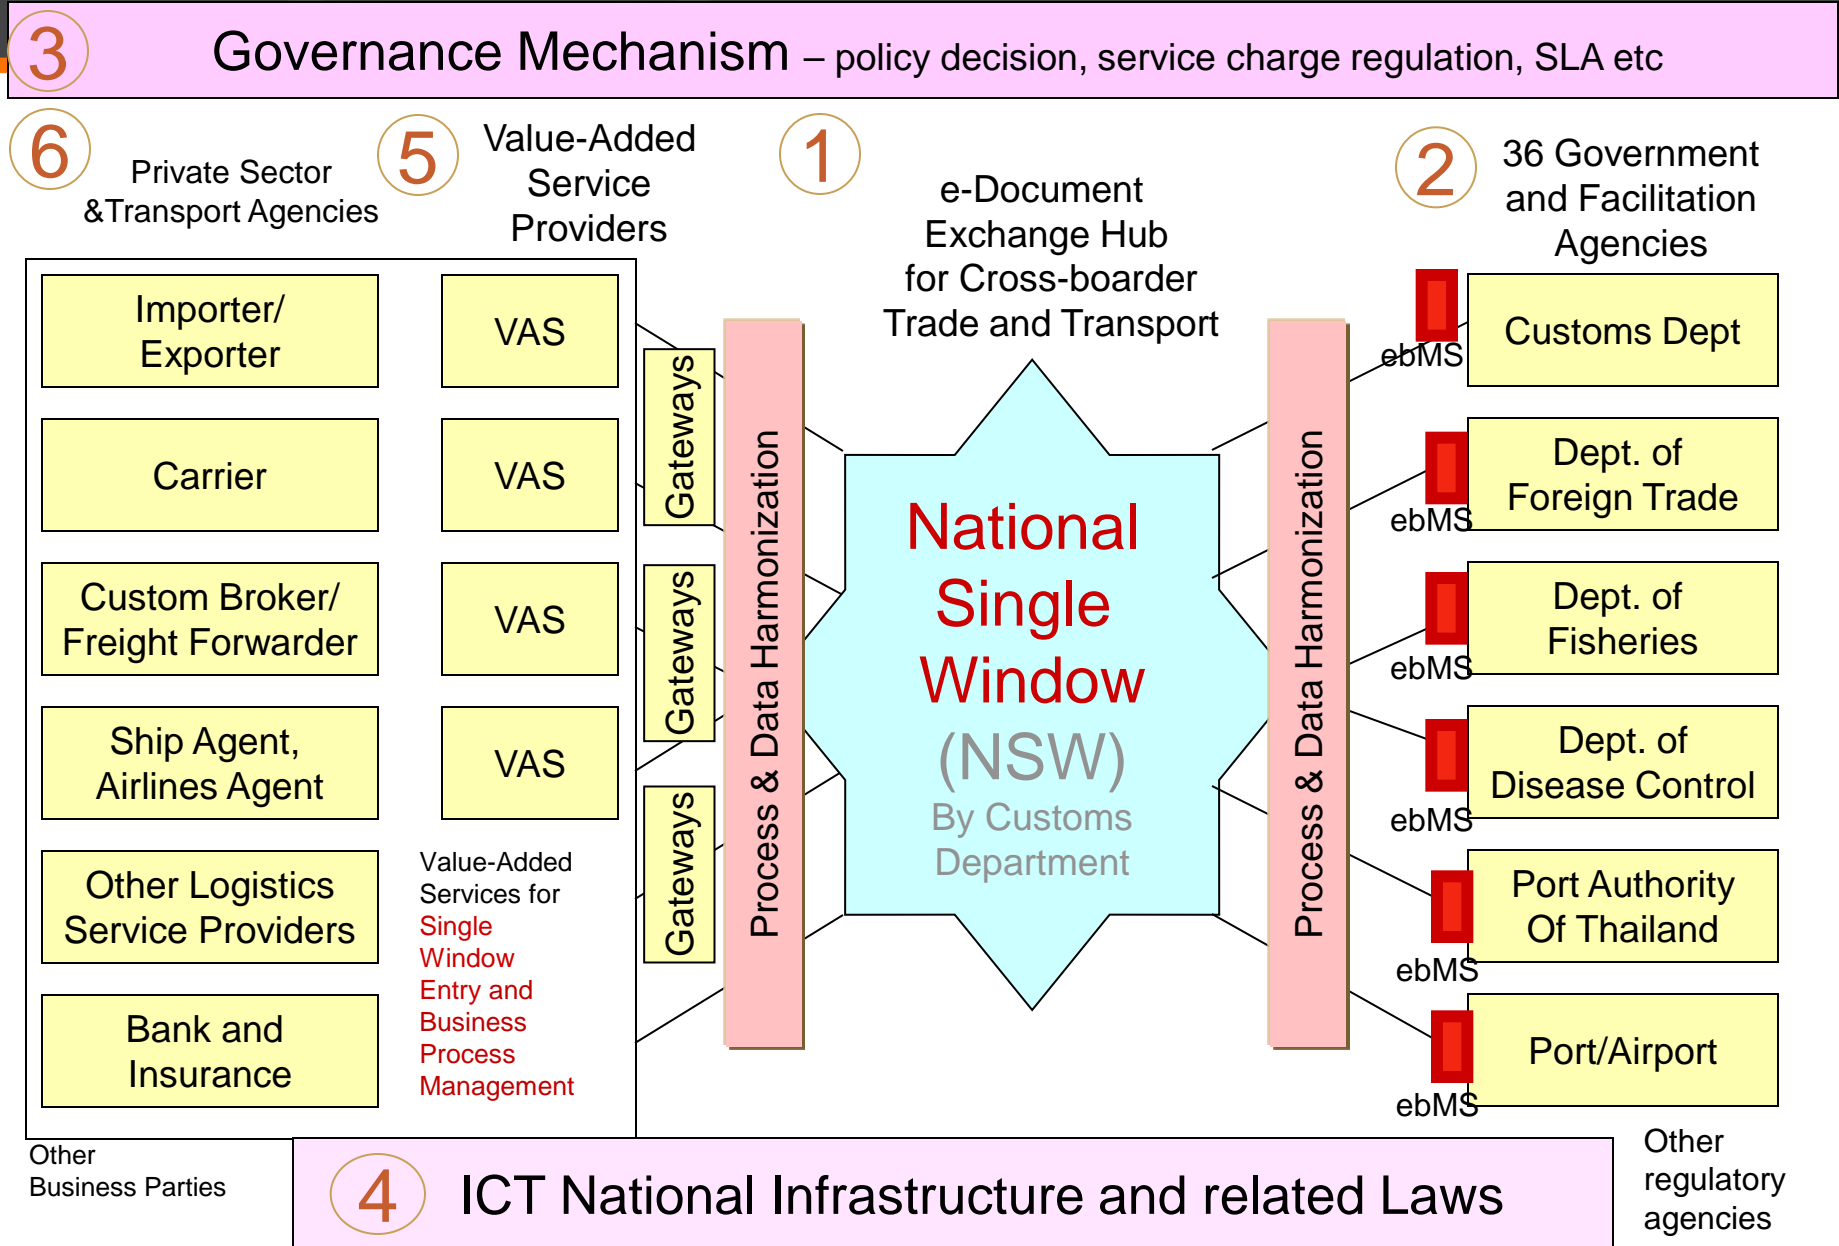 3
Governance Mechanism – policy decision, service charge regulation, SLA etc
6
Private Sector
&Transport Agencies
5
Value-Added
Service
Providers
1
e-Document
Exchange Hub
for Cross-boarder
Trade and Transport
2
36 Government
and Facilitation
Agencies
Importer/
Exporter
Carrier
Custom Broker/
Freight Forwarder
Ship Agent,
Airlines Agent
Other Logistics
Service Providers
Bank and
Insurance
Other
Business Parties
VAS
VAS
VAS
VAS
Value-Added
Services for
Single
Window
Entry and
Business
Process
Management
Gateways
Gateways
Gateways
Process & Data Harmonization
National
Single
Window
(NSW)
By Customs
Department
Process & Data Harmonization
ebMS
Customs Dept
ebMS
Dept. of
Foreign Trade
ebMS
Dept. of
Fisheries
ebMS
Dept. of
Disease Control
ebMS
Port Authority
Of Thailand
ebMS
Port/Airport
Other
regulatory
agencies
4
ICT National Infrastructure and related Laws